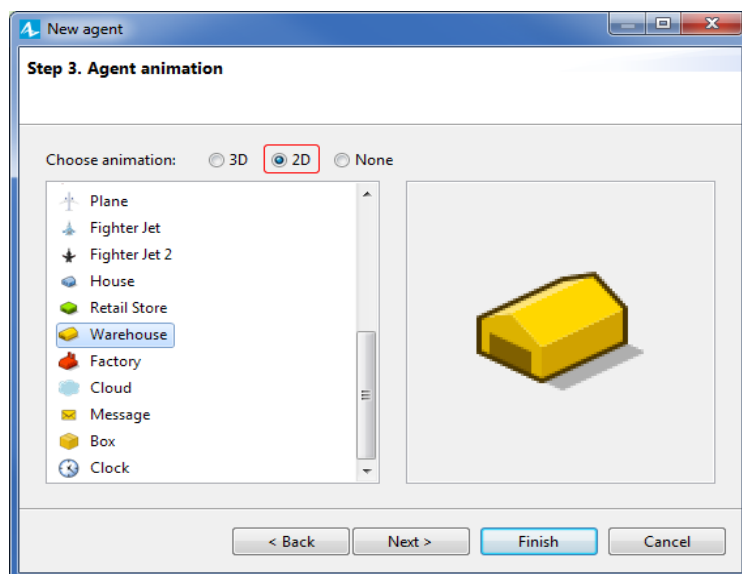 New agent
Step 3. Agent animation
Choose animation: 3D 2D None
Plane
Fighter Jet
Fighter Jet 2
House
Retail Store
Warehouse
Factory
Cloud
Message
Box
Clock
< Back Next > Finish Cancel